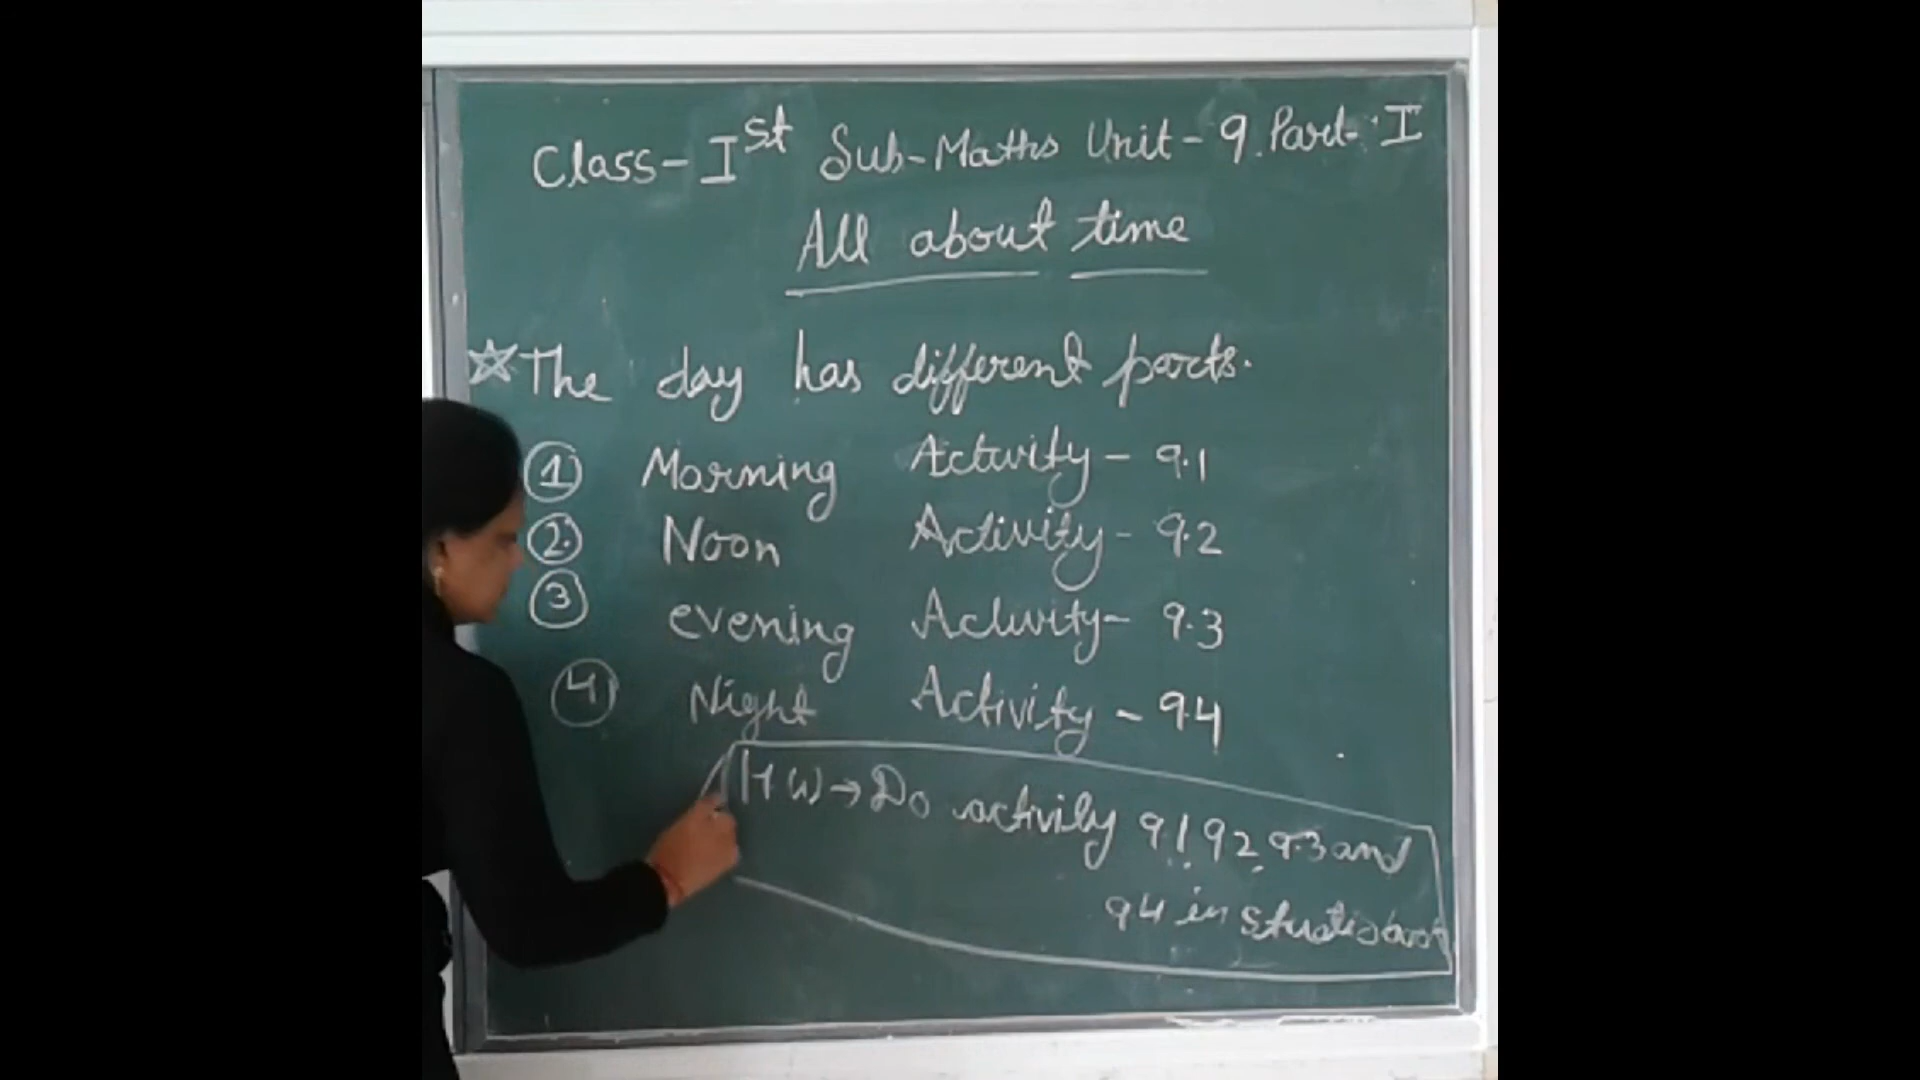 Class-Ist Sub-Maths Unit-9. Part-I
All about time
☆ The day has different parts.
① Morning Activity - 9.1
② Noon Activity - 9.2
③ evening Activity - 9.3
④ Night Activity - 9.4
HW → Do activity 9.1 9.2 9.3 and
9.4 in